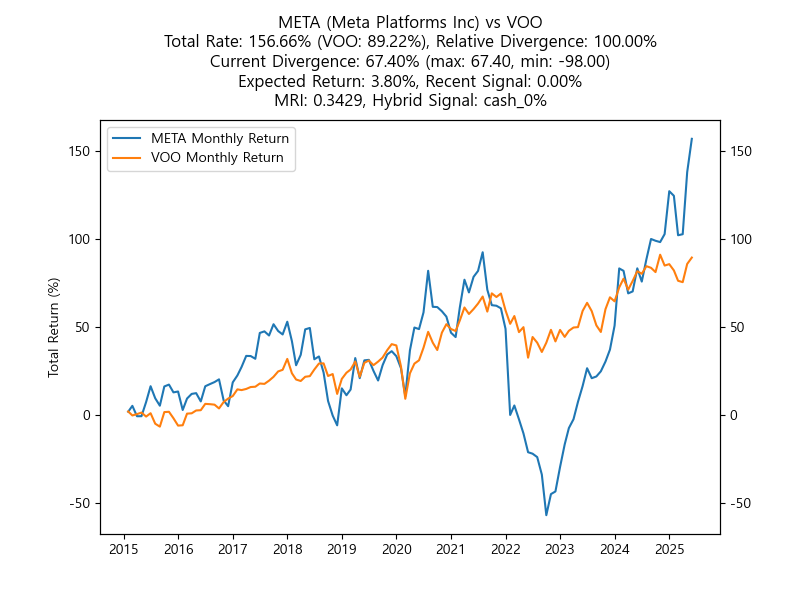 META (Meta Platforms Inc) vs VOO
Total Rate: 156.66% (VOO: 89.22%), Relative Divergence: 100.00%
Current Divergence: 67.40% (max: 67.40, min: -98.00)
Expected Return: 3.80%, Recent Signal: 0.00%
MRI: 0.3429, Hybrid Signal: cash_0%
META Monthly Return
VOO Monthly Return
Total Return (%)
150
100
50
0
-50
150
100
50
0
-50
2015 2016 2017 2018 2019 2020 2021 2022 2023 2024 2025